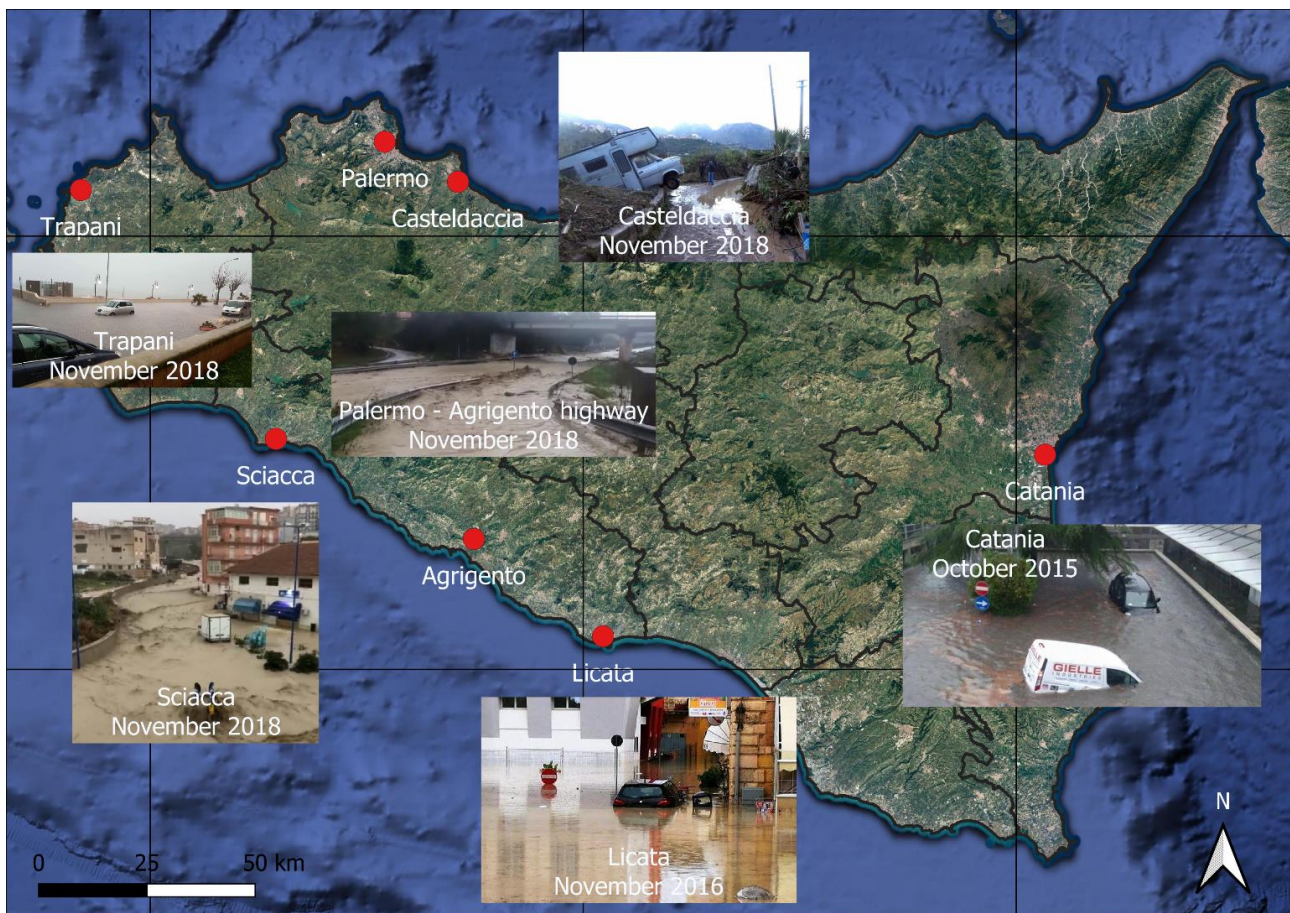 Palermo
Trapani
Casteldaccia
Casteldaccia
November 2018
Trapani
November 2018
Palermo - Agrigento highway
November 2018
Sciacca
Catania
Agrigento
Catania
October 2015
GIELLE
INDUSTRIES
Licata
Sciacca
November 2018
N
0 25 50 km
Licata
November 2016